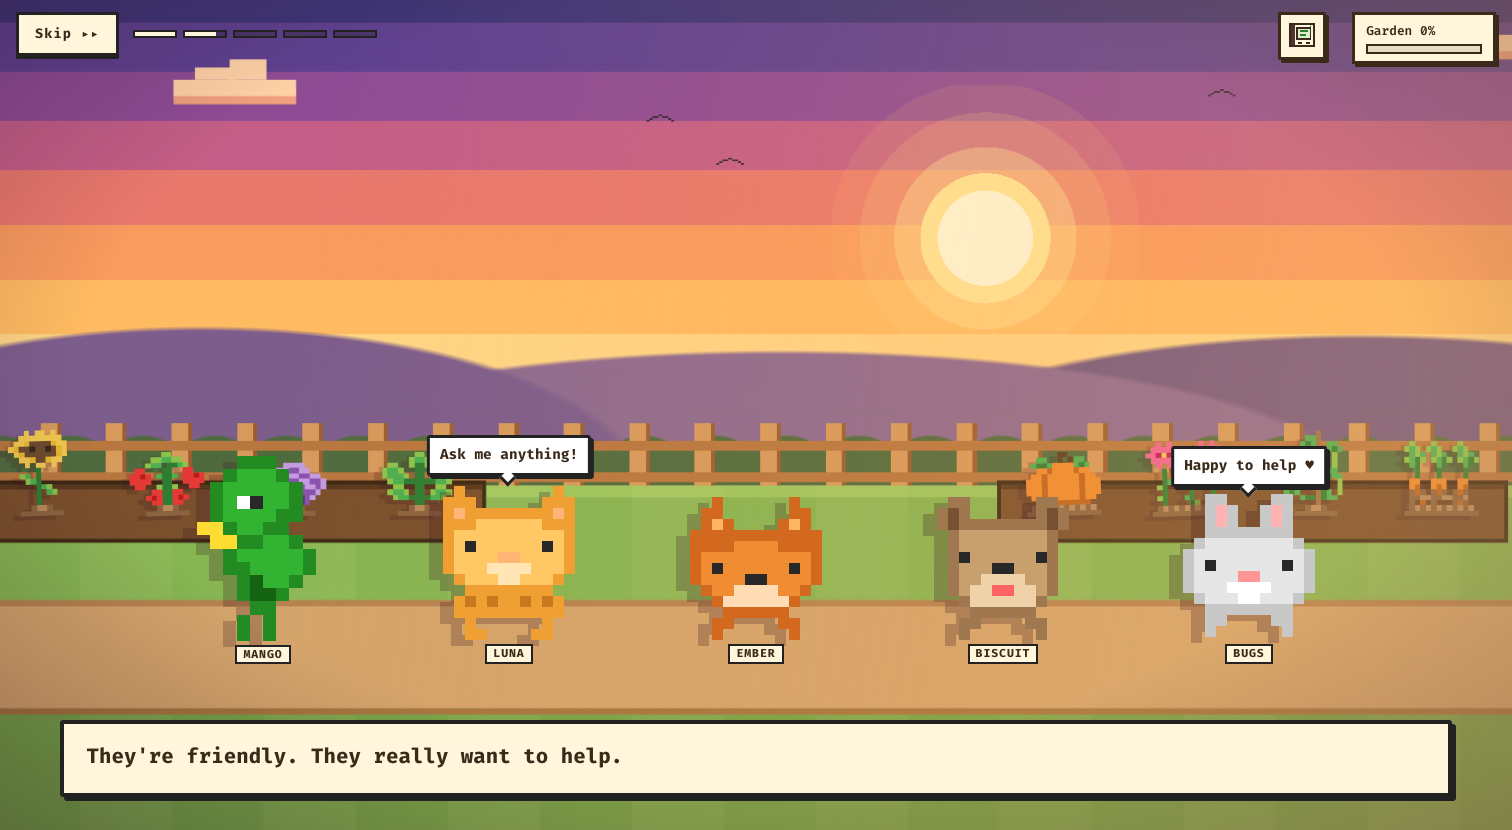 Skip ▸▸
Garden 0%
Ask me anything!
Happy to help ♥
MANGO
LUNA
EMBER
BISCUIT
BUGS
They're friendly. They really want to help.